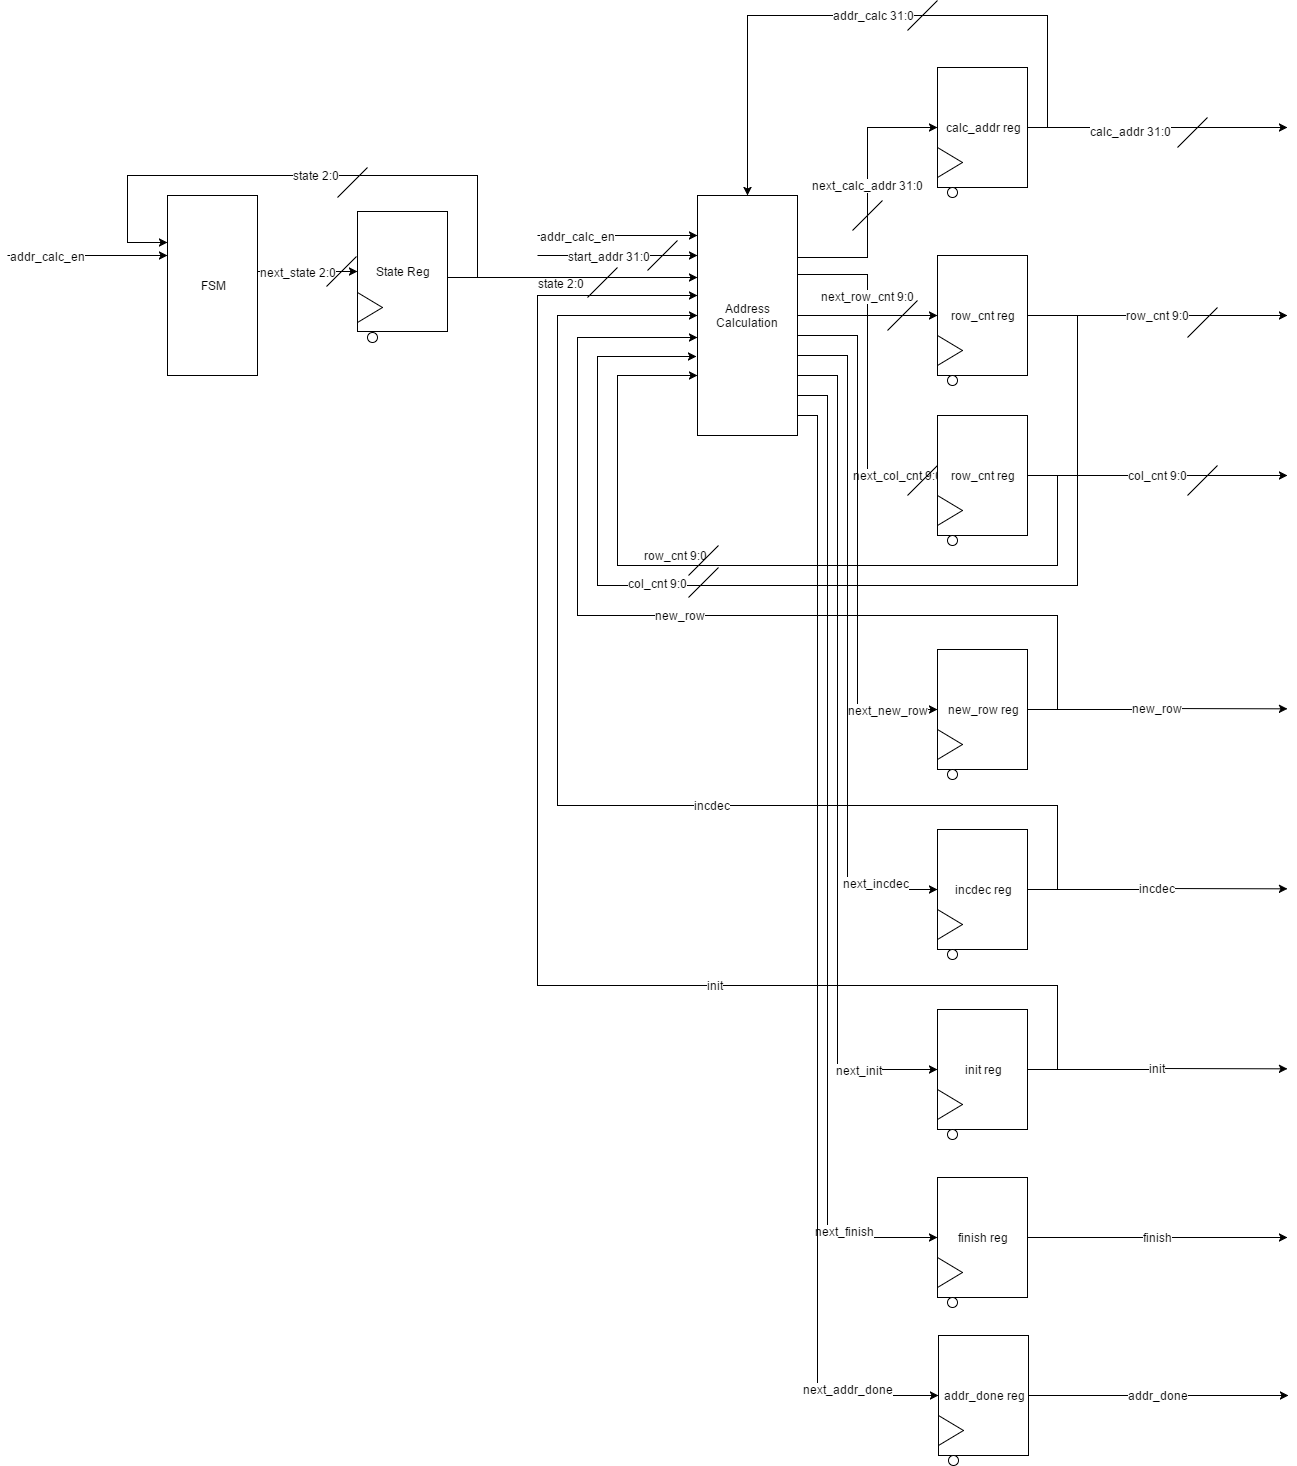 addr_calc 31:0
calc_addr reg
calc_addr 31:0
state 2:0
next_calc_addr 31:0
addr_calc_en
addr_calc_en
start_addr 31:0
next_state 2:0
State Reg
FSM
state 2:0
Address
Calculation
next_row_cnt 9:0
row_cnt reg
row_cnt 9:0
next_col_cnt 9:0
row_cnt reg
col_cnt 9:0
row_cnt 9:0
col_cnt 9:0
new_row
next_new_row
new_row reg
new_row
incdec
next_incdec
incdec reg
incdec
init
next_init
init reg
init
next_finish
finish reg
finish
next_addr_done
addr_done reg
addr_done